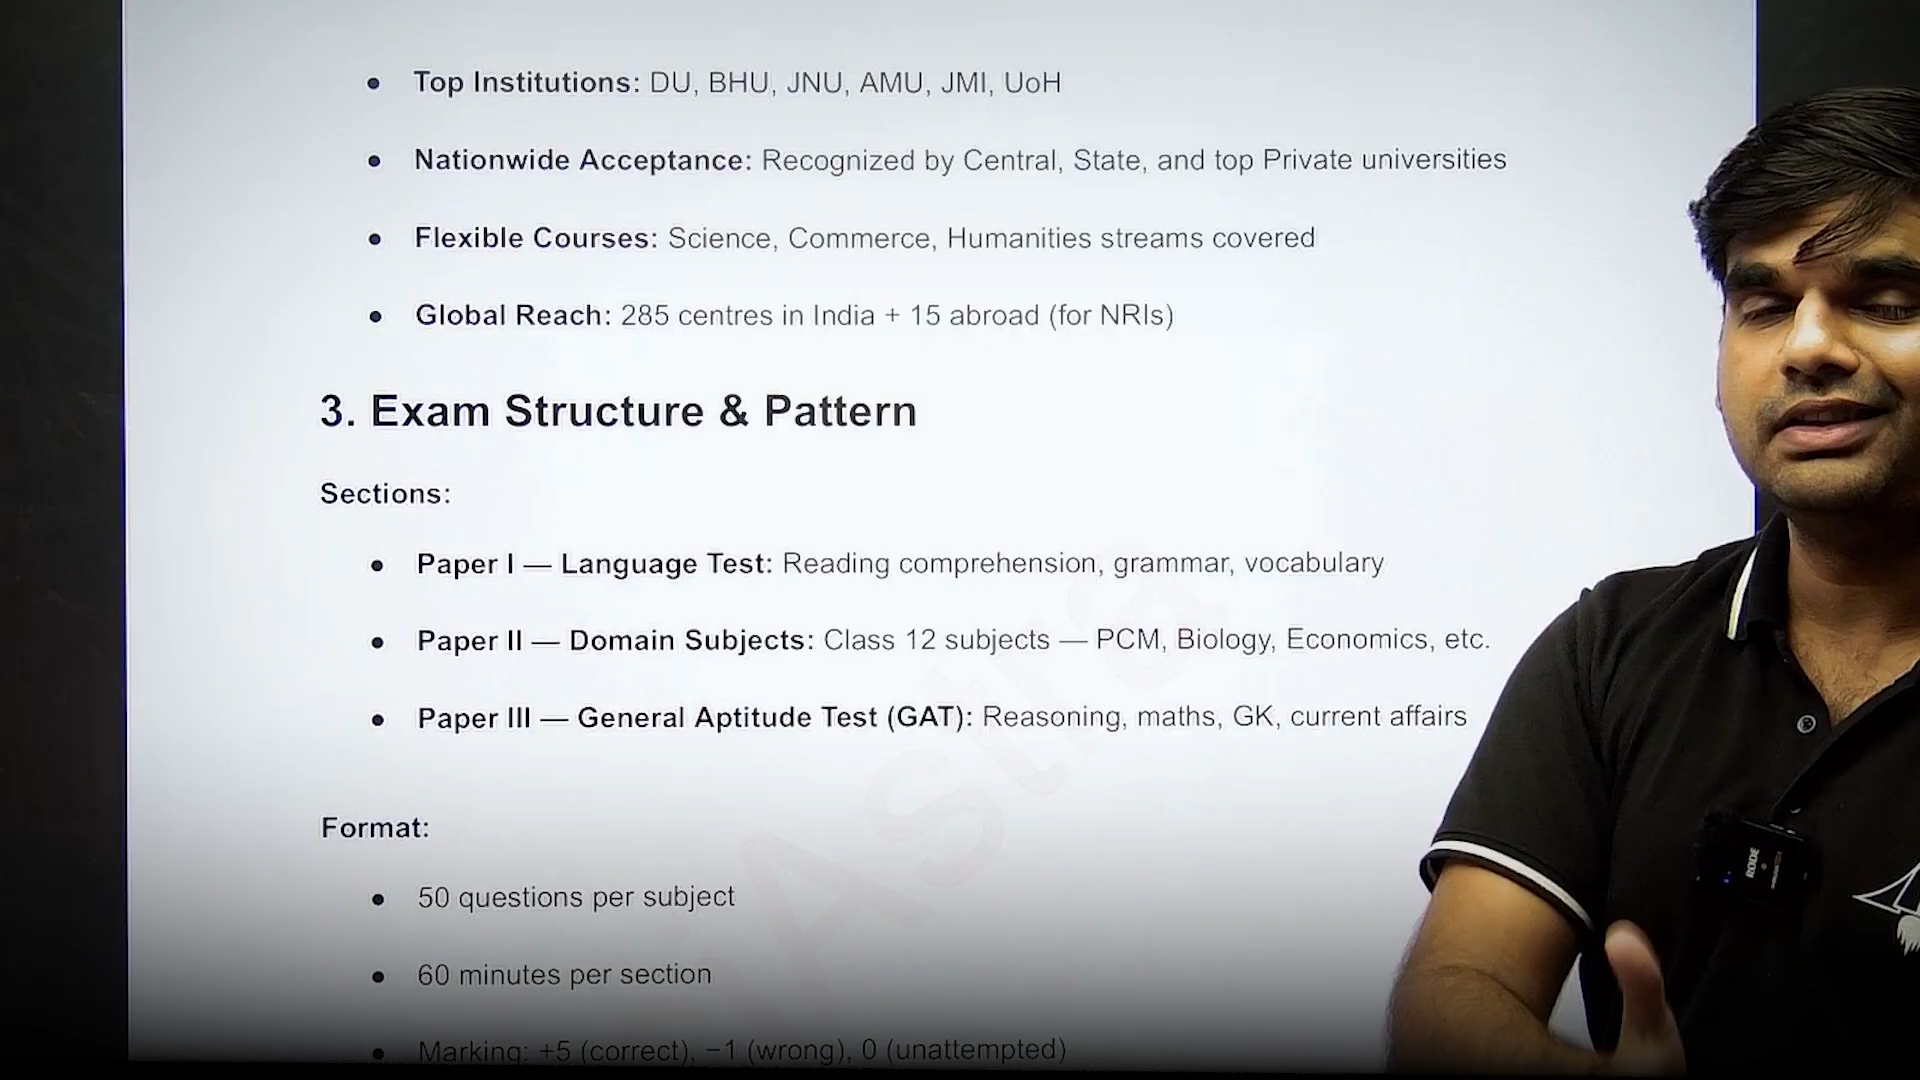 • Top Institutions: DU, BHU, JNU, AMU, JMI, UoH
• Nationwide Acceptance: Recognized by Central, State, and top Private universities
• Flexible Courses: Science, Commerce, Humanities streams covered
• Global Reach: 285 centres in India + 15 abroad (for NRIs)
3. Exam Structure & Pattern
Sections:
• Paper I — Language Test: Reading comprehension, grammar, vocabulary
• Paper II — Domain Subjects: Class 12 subjects — PCM, Biology, Economics, etc.
• Paper III — General Aptitude Test (GAT): Reasoning, maths, GK, current affairs
Format:
• 50 questions per subject
• 60 minutes per section
• Marking: +5 (correct), −1 (wrong), 0 (unattempted)
Astra
RODE